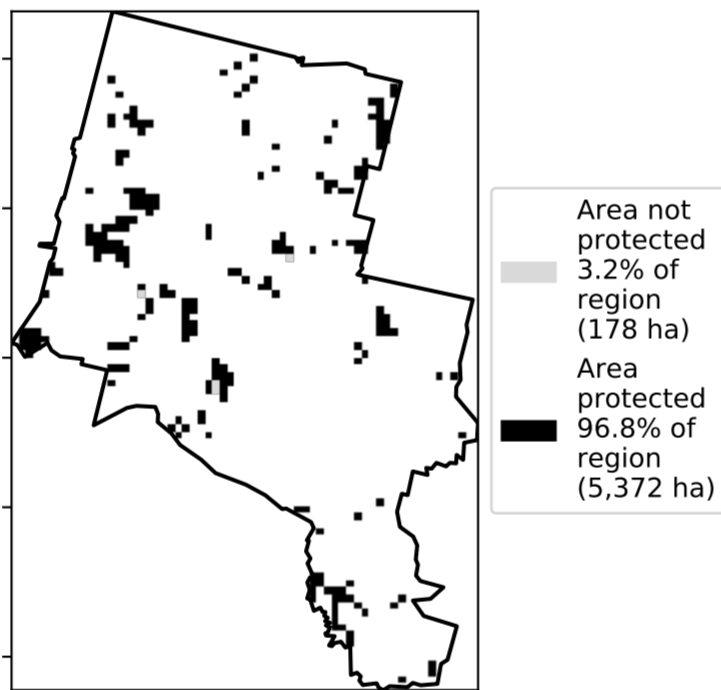 Area not
protected
3.2% of
region
(178 ha)
Area
protected
96.8% of
region
(5,372 ha)